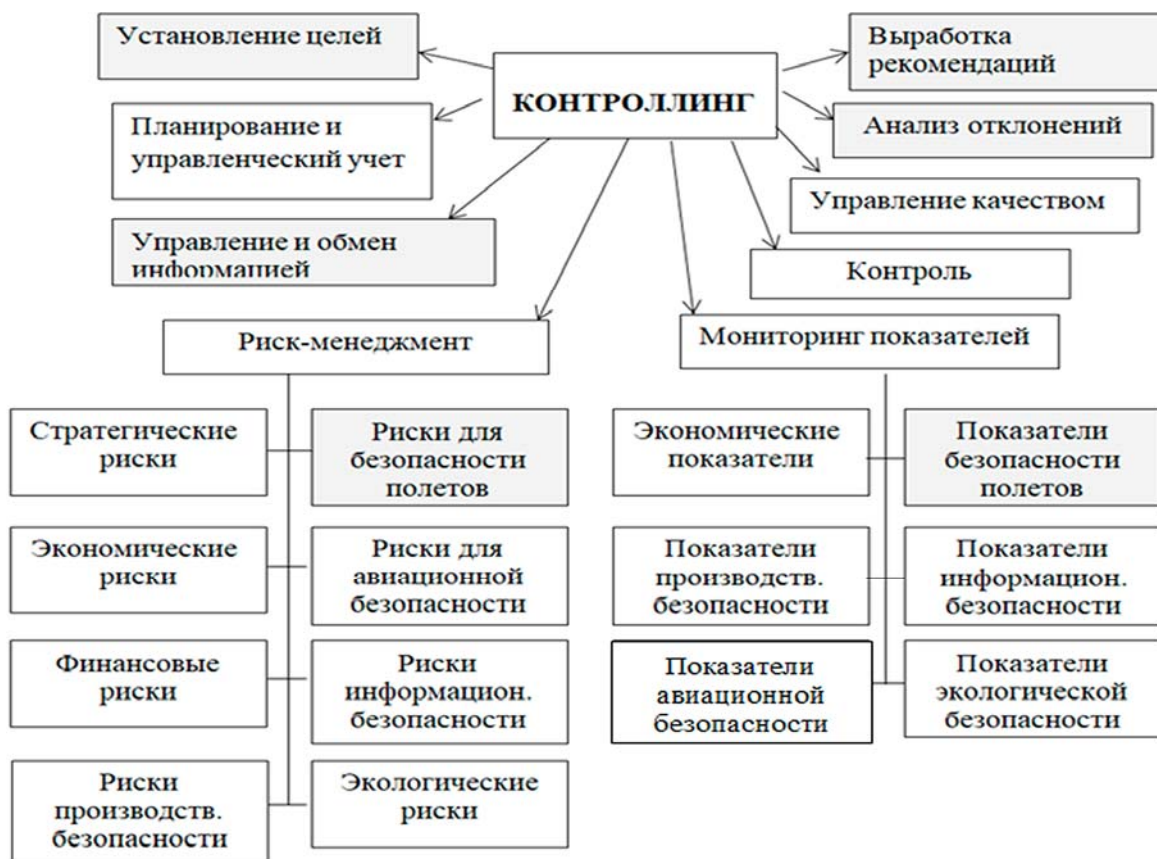 Установление целей
КОНТРОЛЛИНГ
Выработка
рекомендаций
Планирование и
управленческий учет
Анализ отклонений
Управление качеством
Управление и обмен
информацией
Контроль
Риск-менеджмент
Мониторинг показателей
Стратегические
риски
Риски для
безопасности
полетов
Экономические
риски
Риски для
авиационной
безопасности
Финансовые
риски
Риски
информацион.
безопасности
Риски
производств.
безопасности
Экологические
риски
Экономические
показатели
Показатели
безопасности
полетов
Показатели
производств.
безопасности
Показатели
информацион.
безопасности
Показатели
авиационной
безопасности
Показатели
экологической
безопасности